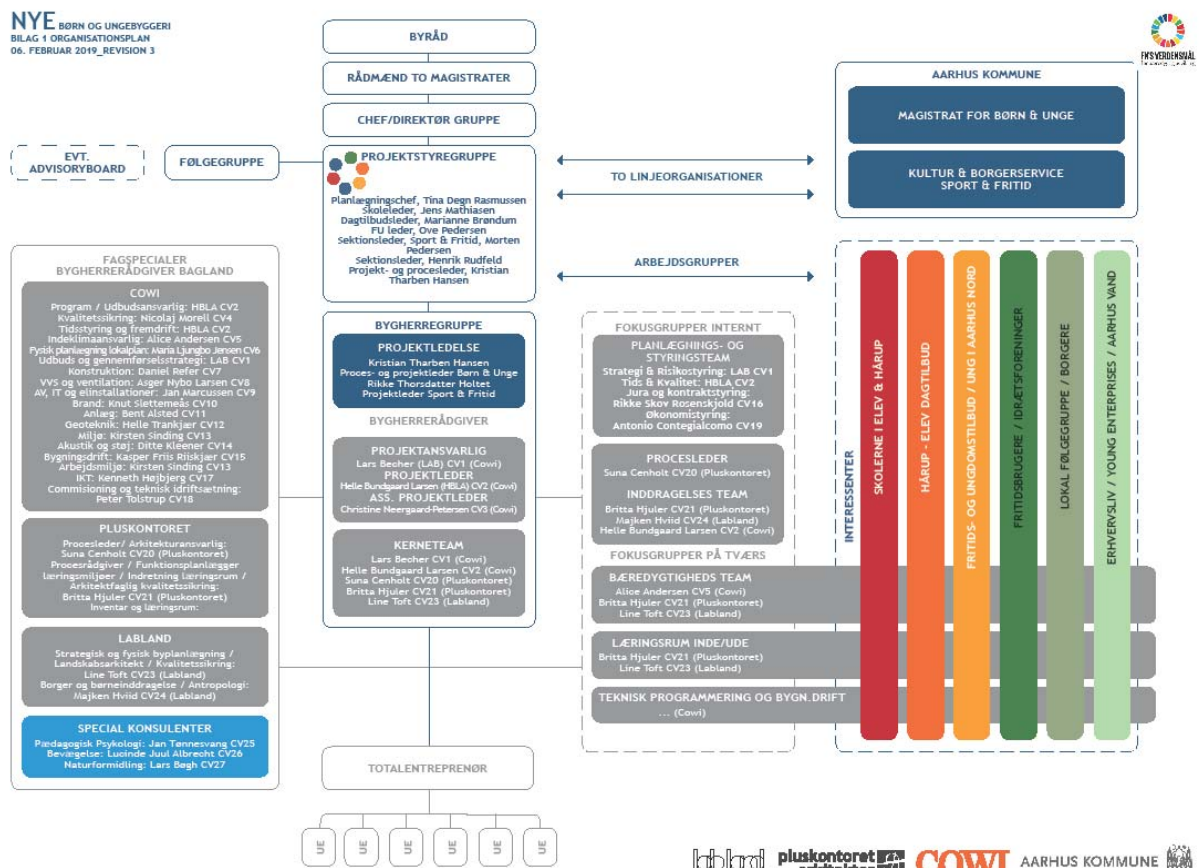 NYE BØRN OG UNGEBYGGERI
BILAG 1 ORGANISATIONSPLAN
06. FEBRUAR 2019_REVISION 3
BYRÅD
RÅDMÆND TO MAGISTRATER
CHEF/DIREKTØR GRUPPE
EVT.
ADVISORYBOARD
FØLGEGRUPPE
PROJEKTSTYREGRUPPE
Planlægningschef, Tina Degn Rasmussen
Skoleleder, Jens Mathiasen
Dagtilbudsleder, Marianne Brøndum
FU leder, Ove Pedersen
Sektionsleder, Sport & Fritid, Morten
Pedersen
Sektionsleder, Henrik Rudfeld
Projekt- og procesleder, Kristian
Tharben Hansen
TO LINJEORGANISATIONER
ARBEJDSGRUPPER
FN'S VERDENSMÅL
AARHUS KOMMUNE
MAGISTRAT FOR BØRN & UNGE
KULTUR & BORGERSERVICE
SPORT & FRITID
FAGSPECIALER
BYGHERRERÅDGIVER BAGLAND
COWI
Program / Udbudsansvarlig: HBLA CV2
Kvalitetssikring: Nicolaj Morell CV4
Tidsstyring og fremdrift: HBLA CV2
Indeklimaansvarlig: Alice Andersen CV5
Fysisk planlægning lokalplan: Maria Ljungbo Jensen CV6
Udbuds og gennemførselsstrategi: LAB CV1
Konstruktion: Daniel Refer CV7
VVS og ventilation: Asger Nybo Larsen CV8
AV, IT og elinstallationer: Jan Marcussen CV9
Brand: Knut Slettemeås CV10
Anlæg: Bent Alsted CV11
Geoteknik: Helle Trankjær CV12
Miljø: Kirsten Sinding CV13
Akustik og støj: Ditte Kleener CV14
Bygningsdrift: Kasper Friis Riiskjær CV15
Arbejdsmiljø: Kirsten Sinding CV13
IKT: Kenneth Højbjerg CV17
Commisioning og teknisk idriftsætning:
Peter Tolstrup CV18
PLUSKONTORET
Procesleder/ Arkitekturansvarlig:
Suna Cenholt CV20 (Pluskontoret)
Procesrådgiver / Funktionsplanlægger
læringsmiljøer / Indretning læringsrum /
Arkitektfaglig kvalitetssikring:
Britta Hjuler CV21 (Pluskontoret)
Inventar og læringsrum:
LABLAND
Strategisk og fysisk byplanlægning /
Landskabsarkitekt / Kvalitetssikring:
Line Toft CV23 (Labland)
Borger og børneinddragelse / Antropologi:
Majken Hviid CV24 (Labland)
SPECIAL KONSULENTER
Pædagogisk Psykologi: Jan Tønnesvang CV25
Bevægelse: Lucinde Juul Albrecht CV26
Naturformidling: Lars Bøgh CV27
BYGHERREGRUPPE
PROJEKTLEDELSE
Kristian Tharben Hansen
Proces- og projektleder Børn & Unge
Rikke Thorsdatter Holtet
Projektleder Sport & Fritid
BYGHERRERÅDGIVER
PROJEKTANSVARLIG
Lars Becher (LAB) CV1 (Cowi)
PROJEKTLEDER
Helle Bundgaard Larsen (HBLA) CV2 (Cowi)
ASS. PROJEKTLEDER
Christine Neergaard-Petersen CV3 (Cowi)
KERNETEAM
Lars Becher CV1 (Cowi)
Helle Bundgaard Larsen CV2 (Cowi)
Suna Cenholt CV20 (Pluskontoret)
Britta Hjuler CV21 (Pluskontoret)
Line Toft CV23 (Labland)
TOTALENTREPRENØR
UE
UE
UE
UE
UE
UE
FOKUSGRUPPER INTERNT
PLANLÆGNINGS- OG
STYRINGSTEAM
Strategi & Risikostyring: LAB CV1
Tids & Kvalitet: HBLA CV2
Jura og kontraktstyring:
Rikke Skov Rosenskjold CV16
Økonomistyring:
Antonio Contegialcomo CV19
PROCESLEDER
Suna Cenholt CV20 (Pluskontoret)
INDDRAGELSES TEAM
Britta Hjuler CV21 (Pluskontoret)
Majken Hviid CV24 (Labland)
Helle Bundgaard Larsen CV2 (Cowi)
FOKUSGRUPPER PÅ TVÆRS
BÆREDYGTIGHEDS TEAM
Alice Andersen CV5 (Cowi)
Britta Hjuler CV21 (Pluskontoret)
Line Toft CV23 (Labland)
LÆRINGSRUM INDE/UDE
Britta Hjuler CV21 (Pluskontoret)
Line Toft CV23 (Labland)
TEKNISK PROGRAMMERING OG BYGN.DRIFT
... (Cowi)
INTERESSENTER
SKOLERNE I ELEV & HÅRUP
HÅRUP - ELEV DAGTILBUD
FRITIDS- OG UNGDOMSTILBUD / UNG I AARHUS NORD
FRITIDSBRUGERE / IDRÆTSFORENINGER
LOKAL FØLGEGRUPPE / BORGERE
ERHVERVSLIV / YOUNG ENTERPRISES / AARHUS VAND
labland
pluskontoret
COWI
AARHUS KOMMUNE